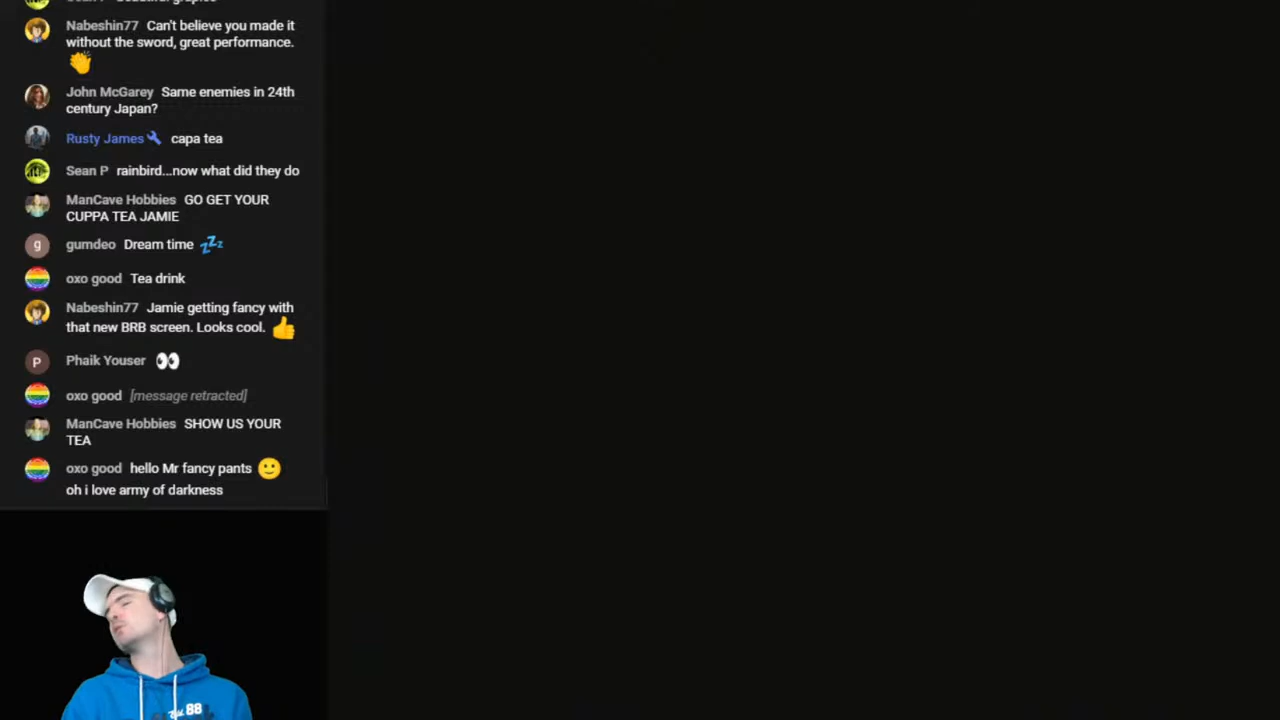 Nabeshin77 Can't believe you made it
without the sword, great performance.
John McGarey Same enemies in 24th
century Japan?
Rusty James capa tea
Sean P rainbird...now what did they do
ManCave Hobbies GO GET YOUR
CUPPA TEA JAMIE
g gumdeo Dream time
oxo good Tea drink
Nabeshin77 Jamie getting fancy with
that new BRB screen. Looks cool.
P Phaik Youser
oxo good [message retracted]
ManCave Hobbies SHOW US YOUR
TEA
oxo good hello Mr fancy pants
oh i love army of darkness
88